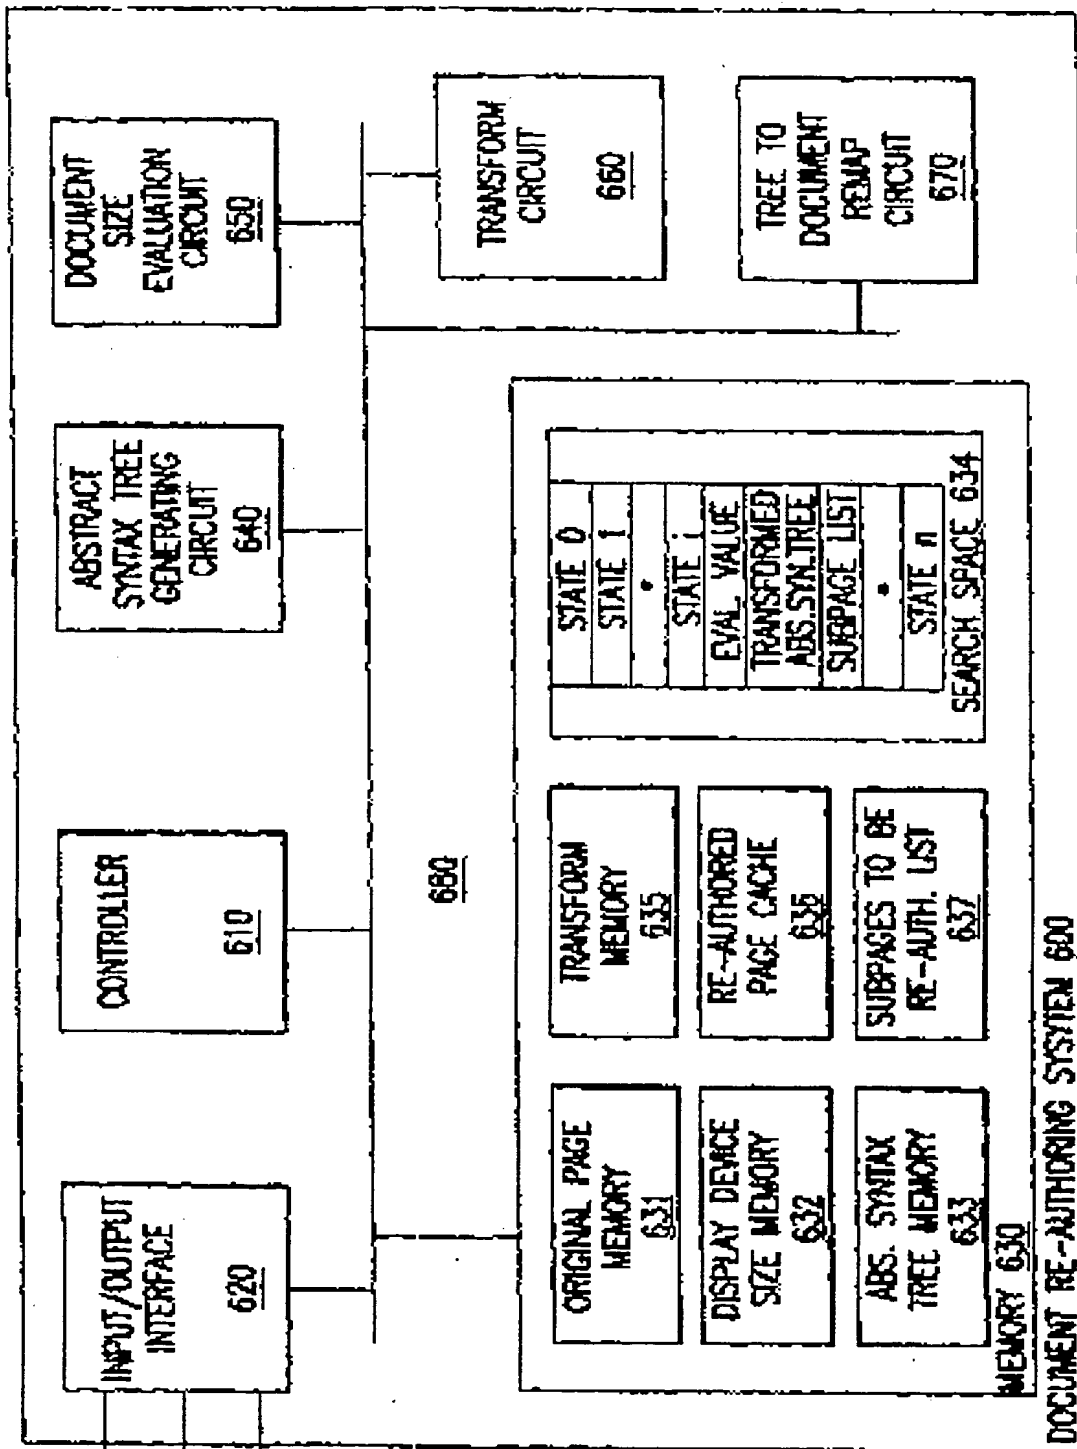 INPUT/OUTPUT
INTERFACE
620
CONTROLLER
610
ABSTRACT
SYNTAX TREE
GENERATING
CIRCUIT
640
DOCUMENT
SIZE
EVALUATION
CIRCUIT
650
TRANSFORM
CIRCUIT
660
TREE TO
DOCUMENT
REMAP
CIRCUIT
670
680
ORIGINAL PAGE
MEMORY
631
DISPLAY DEVICE
SIZE MEMORY
632
ABS. SYNTAX
TREE MEMORY
633
TRANSFORM
MEMORY
635
RE-AUTHORED
PAGE CACHE
636
SUBPAGES TO BE
RE-AUTH. LIST
637
STATE 0
STATE 1
STATE i
EVAL. VALUE
TRANSFORMED
ABS.SYN.TREE
SUBPAGE LIST
STATE n
SEARCH SPACE 634
MEMORY 630
DOCUMENT RE-AUTHORING SYSYTEM 600